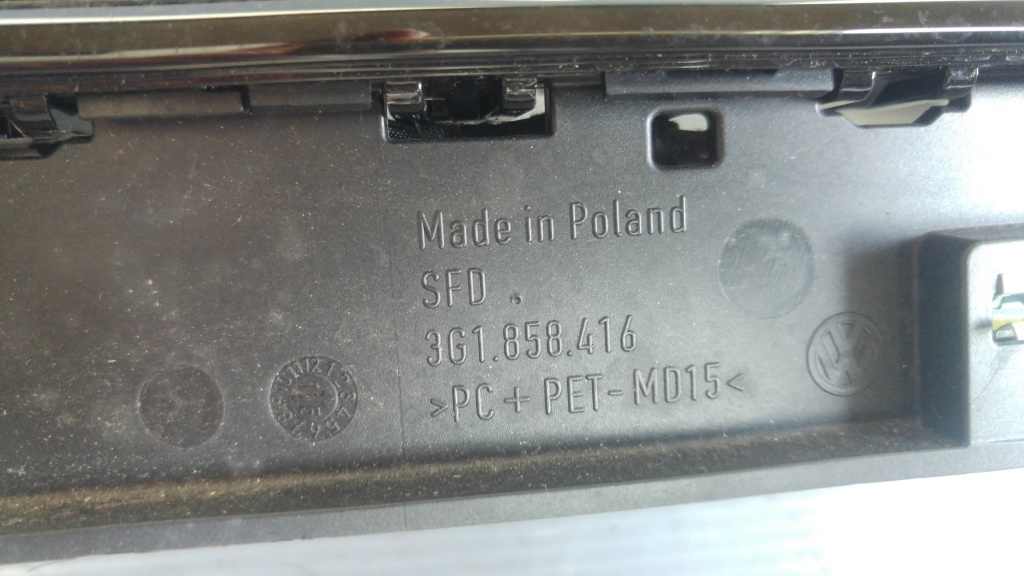 Made in Poland
SFD .
3G1.858.416
>PC + PET-MD15<